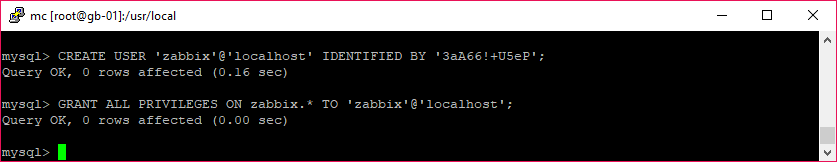 mc [root@gb-01]:/usr/local
mysql> CREATE USER 'zabbix'@'localhost' IDENTIFIED BY '3aA66!+U5eP';
Query OK, 0 rows affected (0.16 sec)
mysql> GRANT ALL PRIVILEGES ON zabbix.* TO 'zabbix'@'localhost';
Query OK, 0 rows affected (0.00 sec)
mysql>